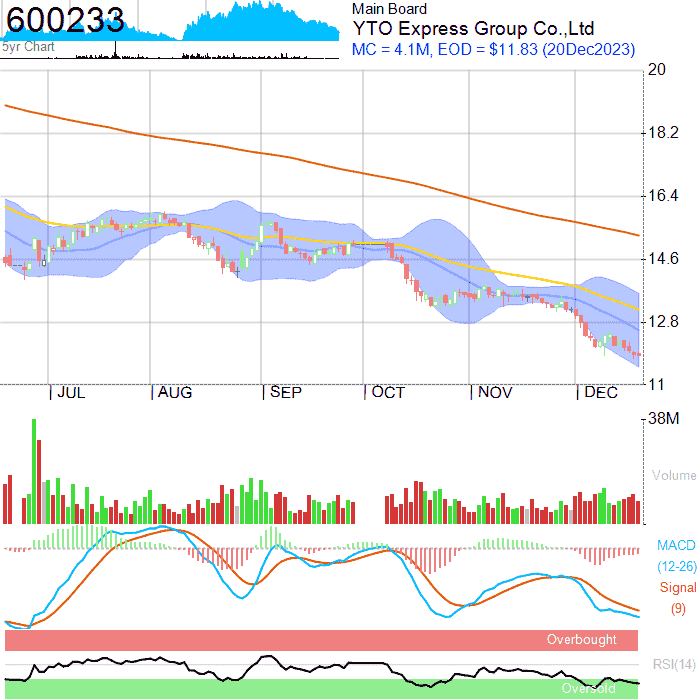 600233
Main Board
YTO Express Group Co.,Ltd
MC = 4.1M, EOD = $11.83 (20Dec2023)
5yr Chart
20
18.2
16.4
14.6
12.8
11
JUL AUG SEP OCT NOV DEC
38M
Volume
MACD
(12-26)
Signal
(9)
Overbought
RSI(14)
Oversold